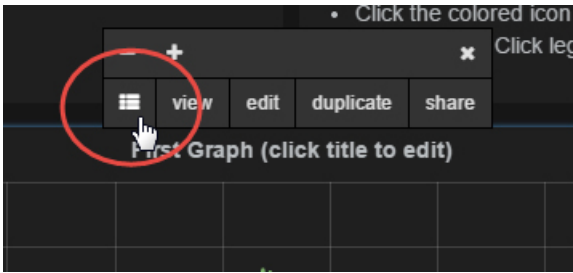 • Click the colored icon
Click leg
view edit duplicate share
First Graph (click title to edit)